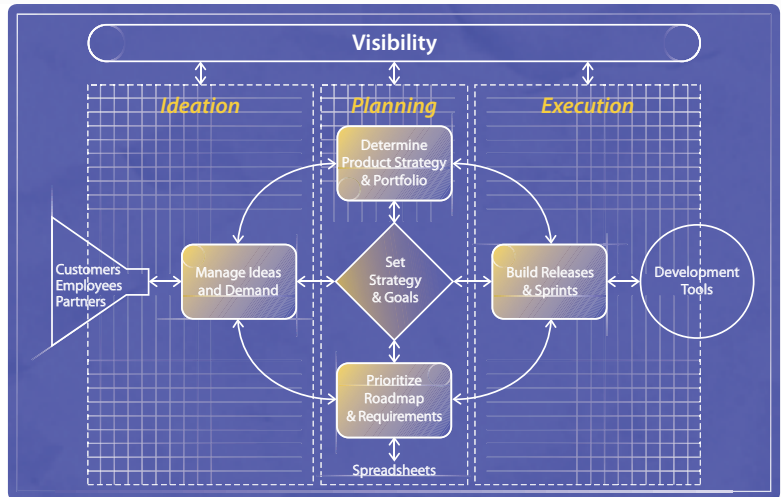 Visibility
Ideation
Planning
Execution
Determine
Product Strategy
& Portfolio
Customers
Employees
Partners
Manage Ideas
and Demand
Set
Strategy
& Goals
Build Releases
& Sprints
Development
Tools
Prioritize
Roadmap
& Requirements
Spreadsheets